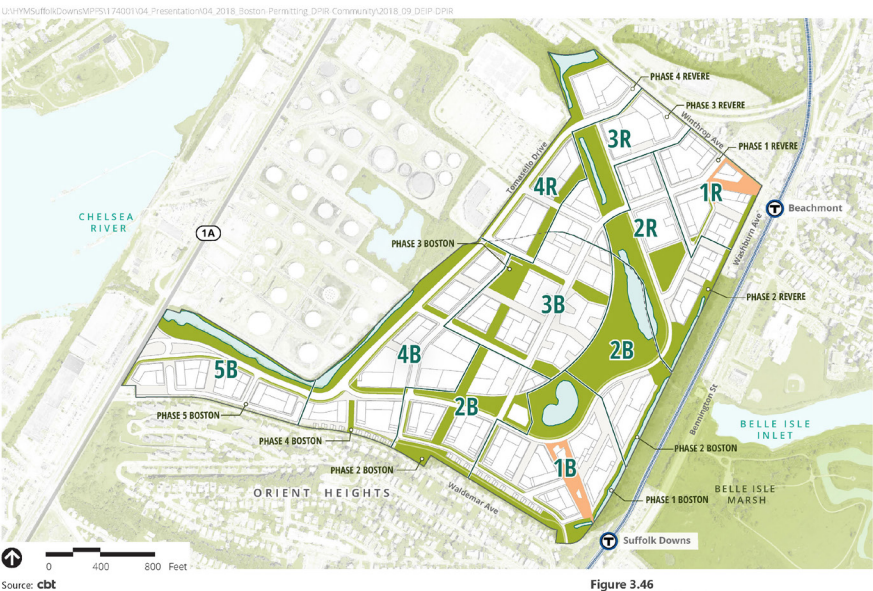 U:\HYMSuffolkDowns\IPFS\174001\04_Presentation\04_2018_Boston-Permitting_DPIR-Community\2018_09_DEIP-DPIR
PHASE 4 REVERE
PHASE 3 REVERE
Winthrop Ave
PHASE 1 REVERE
3R
Tomasello Drive
4R
1R
CHELSEA
RIVER
T
Beachmont
1A
2R
Washburn Ave
PHASE 3 BOSTON
3B
PHASE 2 REVERE
4B
2B
5B
2B
Bennington St
PHASE 5 BOSTON
BELLE ISLE
INLET
PHASE 4 BOSTON
PHASE 2 BOSTON
1B
PHASE 2 BOSTON
ORIENT HEIGHTS
Waldemar Ave
PHASE 1 BOSTON
BELLE ISLE
MARSH
T
Suffolk Downs
0 400 800 Feet
Source: cbt
Figure 3.46